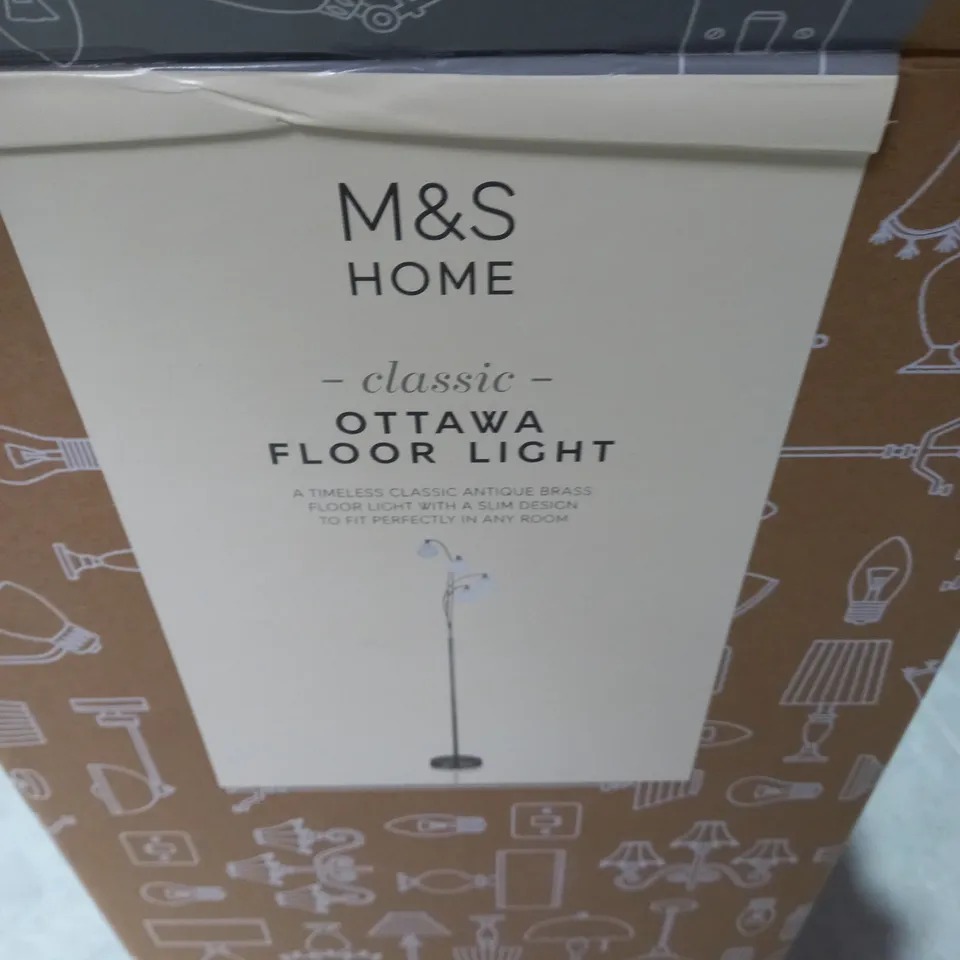 M&S
HOME
- classic -
OTTAWA
FLOOR LIGHT
A TIMELESS CLASSIC ANTIQUE BRASS
FLOOR LIGHT WITH A SLIM DESIGN
TO FIT PERFECTLY IN ANY ROOM